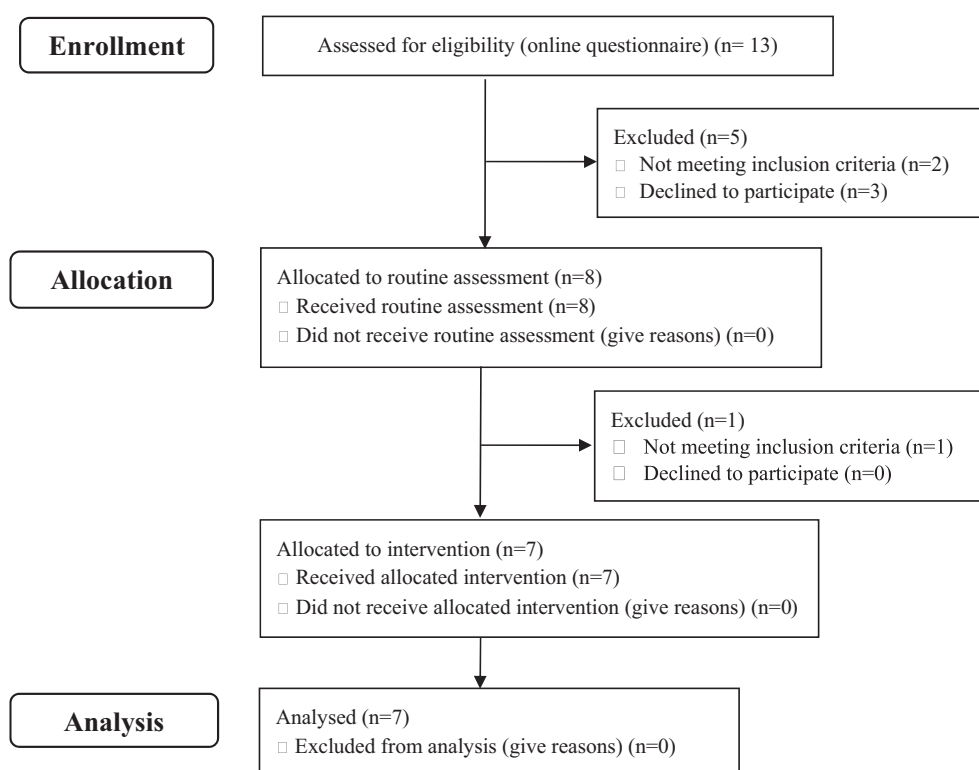 Enrollment
Assessed for eligibility (online questionnaire) (n= 13)
Excluded (n=5)
Not meeting inclusion criteria (n=2)
Declined to participate (n=3)
Allocation
Allocated to routine assessment (n=8)
Received routine assessment (n=8)
Did not receive routine assessment (give reasons) (n=0)
Excluded (n=1)
Not meeting inclusion criteria (n=1)
Declined to participate (n=0)
Allocated to intervention (n=7)
Received allocated intervention (n=7)
Did not receive allocated intervention (give reasons) (n=0)
Analysis
Analysed (n=7)
Excluded from analysis (give reasons) (n=0)